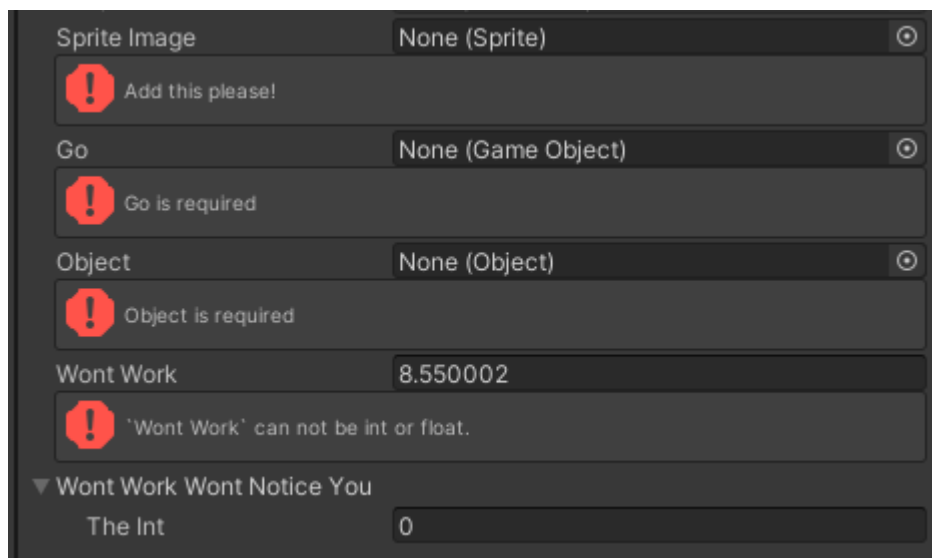 Sprite Image None (Sprite)
Add this please!
Go None (Game Object)
Go is required
Object None (Object)
Object is required
Wont Work 8.550002
`Wont Work` can not be int or float.
Wont Work Wont Notice You
The Int 0